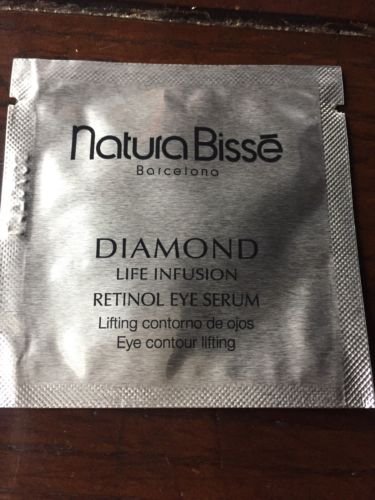 Natura Bissé
Barcelona
DIAMOND
LIFE INFUSION
RETINOL EYE SERUM
Lifting contorno de ojos
Eye contour lifting